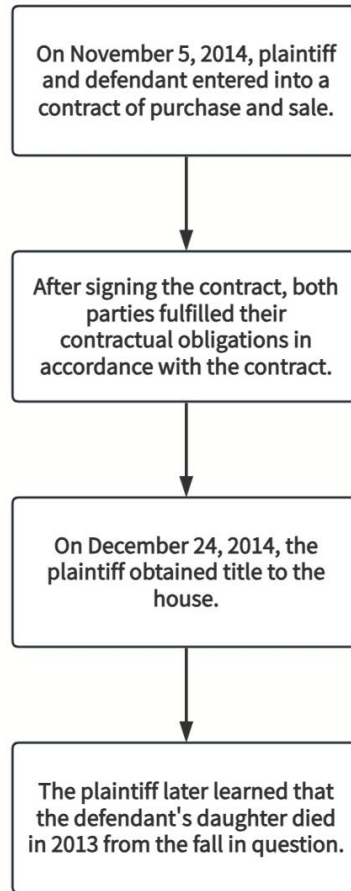 On November 5, 2014, plaintiff
and defendant entered into a
contract of purchase and sale.
After signing the contract, both
parties fulfilled their
contractual obligations in
accordance with the contract.
On December 24, 2014, the
plaintiff obtained title to the
house.
The plaintiff later learned that
the defendant's daughter died
in 2013 from the fall in question.